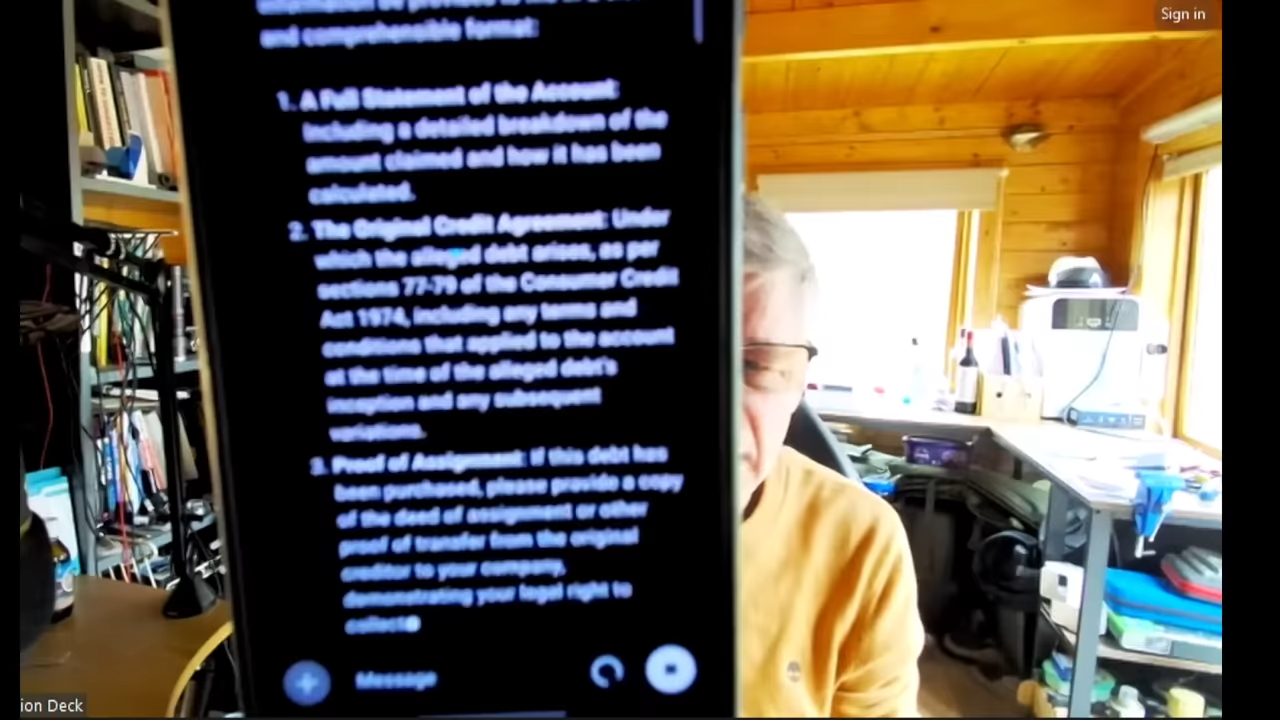 Sign in
and comprehensible format:
1. A Full Statement of the Account:
Including a detailed breakdown of the
amount claimed and how it has been
calculated.
2. The Original Credit Agreement: Under
which the alleged debt arises, as per
sections 77-79 of the Consumer Credit
Act 1974, including any terms and
conditions that applied to the account
at the time of the alleged debt's
inception and any subsequent
variations.
3. Proof of Assignment: If this debt has
been purchased, please provide a copy
of the deed of assignment or other
proof of transfer from the original
creditor to your company,
demonstrating your legal right to
collect
Message
ion Deck